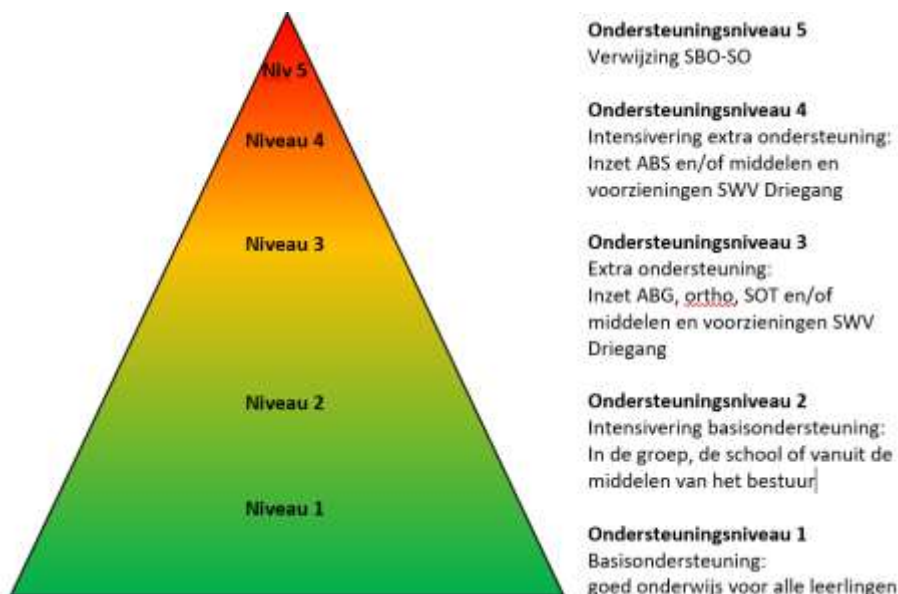 Niv 5
Niveau 4
Niveau 3
Niveau 2
Niveau 1
Ondersteuningsniveau 5
Verwijzing SBO-SO
Ondersteuningsniveau 4
Intensivering extra ondersteuning:
Inzet ABS en/of middelen en
voorzieningen SWV Driegang
Ondersteuningsniveau 3
Extra ondersteuning:
Inzet ABG, ortho, SOT en/of
middelen en voorzieningen SWV
Driegang
Ondersteuningsniveau 2
Intensivering basisondersteuning:
In de groep, de school of vanuit de
middelen van het bestuur
Ondersteuningsniveau 1
Basisondersteuning:
goed onderwijs voor alle leerlingen